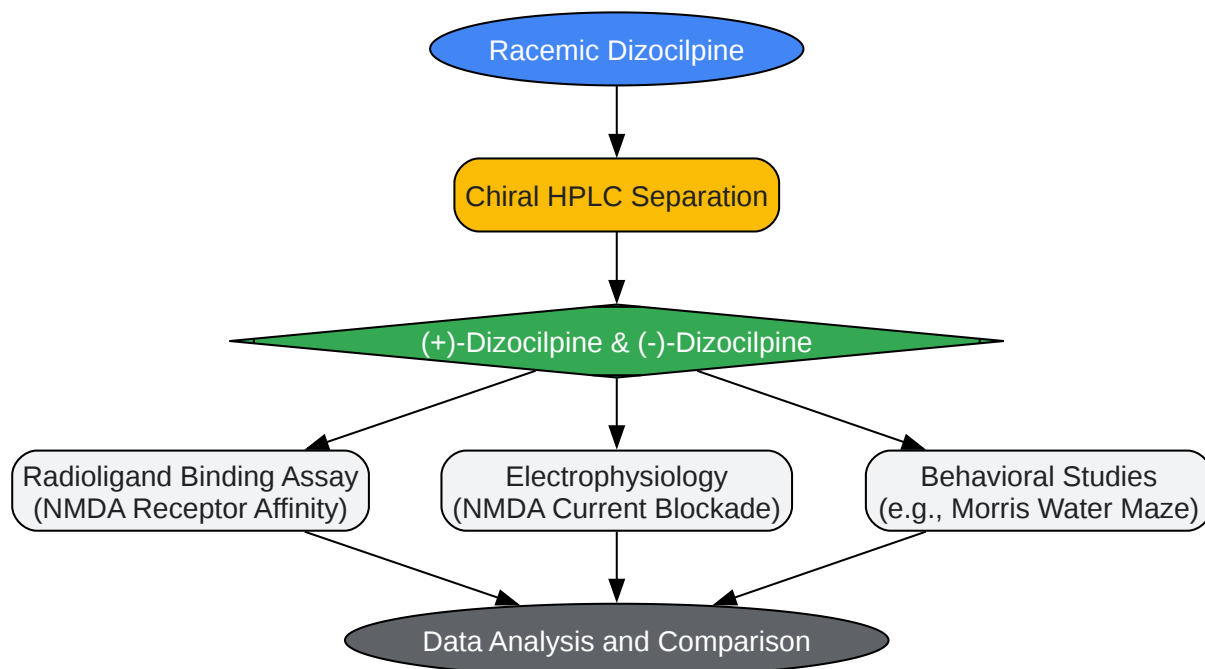 Racemic Dizocilpine
Chiral HPLC Separation
(+)-Dizocilpine & (-)-Dizocilpine
Radioligand Binding Assay
(NMDA Receptor Affinity)
Electrophysiology
(NMDA Current Blockade)
Behavioral Studies
(e.g., Morris Water Maze)
Data Analysis and Comparison